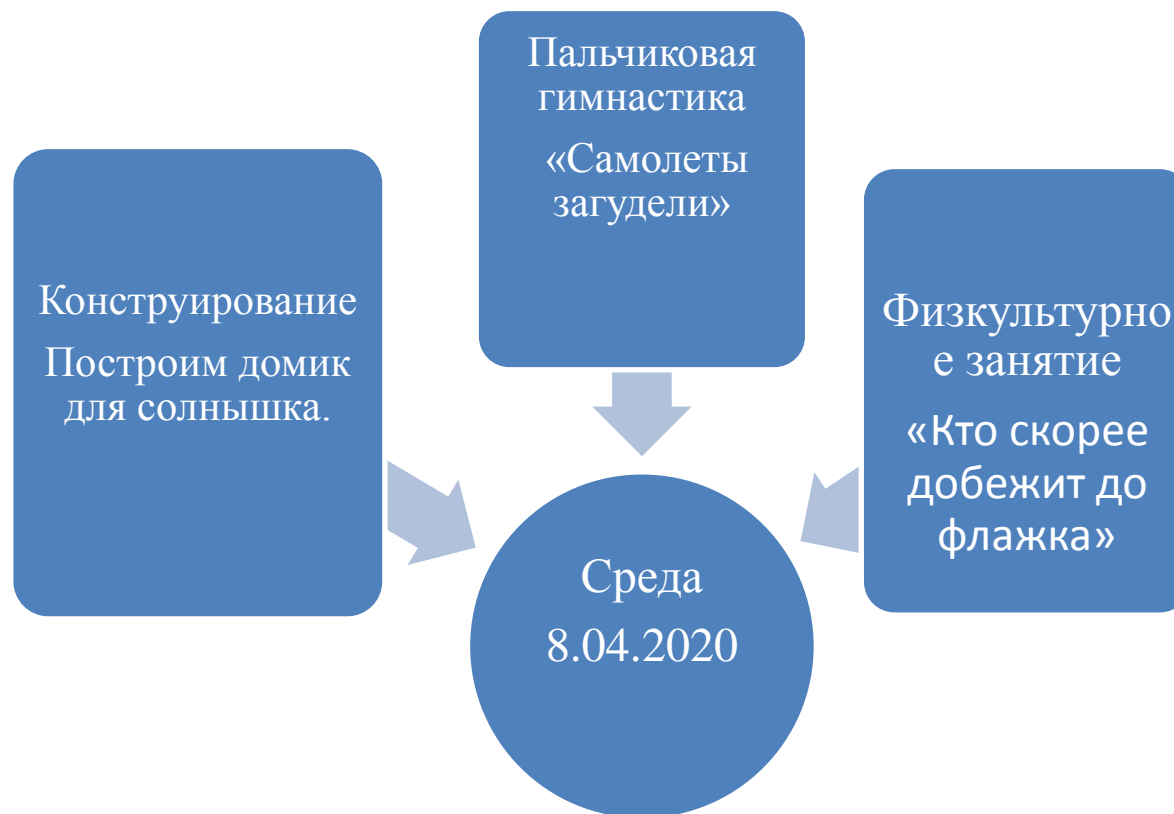 Конструирование
Построим домик
для солнышка.
Пальчиковая
гимнастика
«Самолеты
загудели»
Физкультурно
е занятие
«Кто скорее
добежит до
флажка»
Среда
8.04.2020